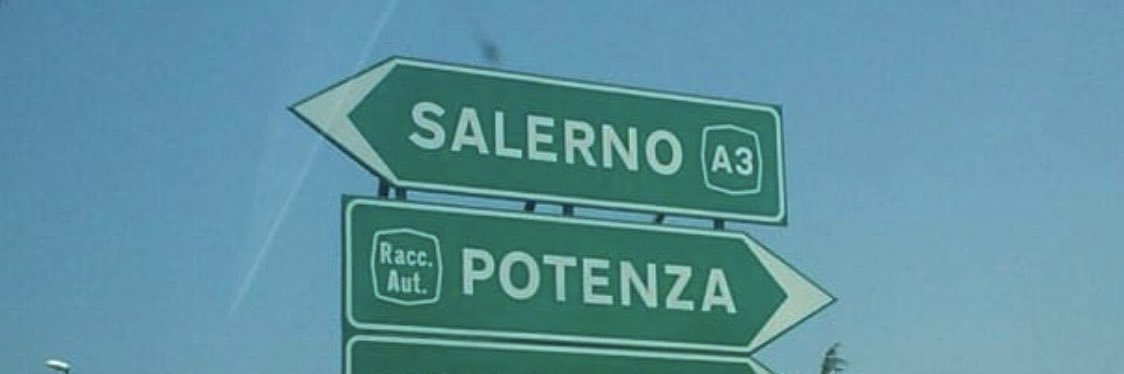 SALERNO A3
Racc. Aut. POTENZA